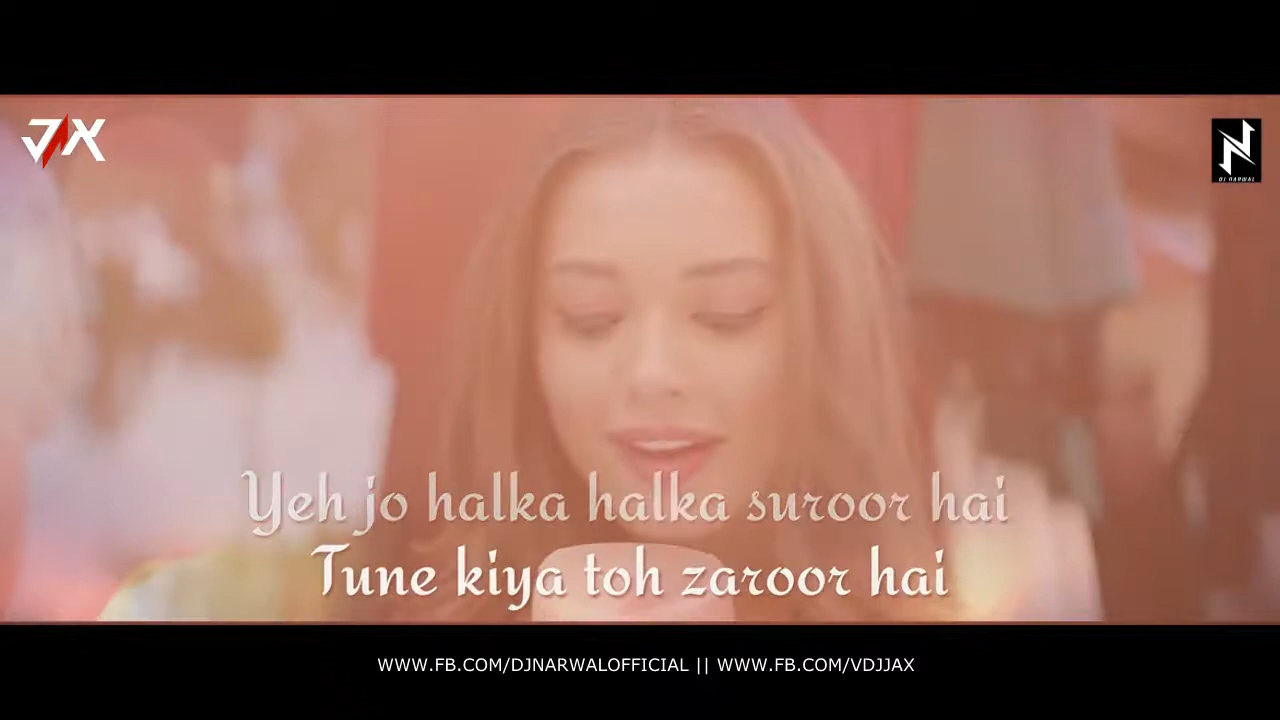 JAX
N
DJ NARWAL
Yeh jo halka halka suroor hai
Tune kiya toh zaroor hai
WWW.FB.COM/DJNARWALOFFICIAL || WWW.FB.COM/VDJJAX